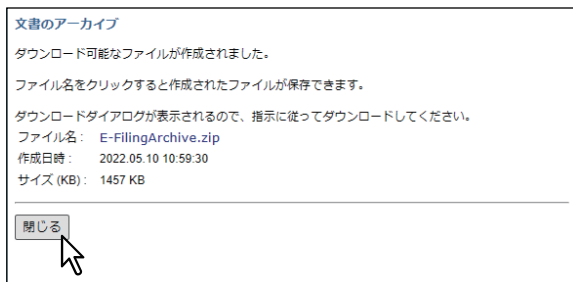 文書のアーカイブ
ダウンロード可能なファイルが作成されました。
ファイル名をクリックすると作成されたファイルが保存できます。
ダウンロードダイアログが表示されるので、指示に従ってダウンロードしてください。
ファイル名 : E-FilingArchive.zip
作成日時 : 2022.05.10 10:59:30
サイズ (KB) : 1457 KB
閉じる